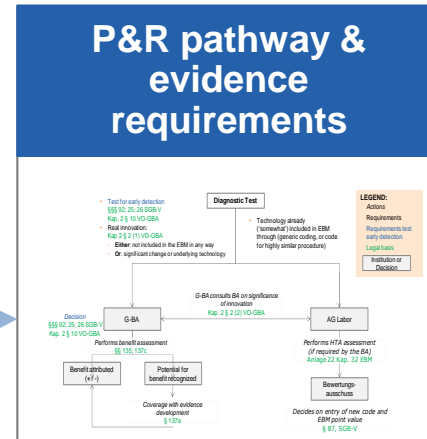 P&R pathway &
evidence
requirements
Diagnostic Test
• Test for early detection
§§§ 92; 25; 26 SGB-V
Kap. 2 § 10 VO-GBA
• Real innovation:
Kap 2 § 2 (1) VO-GBA
• Either: not included in the EBM in any way
• Or: significant change or underlying technology
• Technology already
('somewhat') included in EBM
through (generic coding, or code
for highly similar procedure)
LEGEND:
Actions
Requirements
Requirements test
early detection
Legal basis
Institution or
Decision
G-BA consults BA on significance
of innovation
Kap. 2 § 2 (2) VO-GBA
Decision
§§§ 92; 25; 26 SGB-V
Kap. 2 § 10 VO-GBA
G-BA
AG Labor
Performs benefit assessment
§§ 135; 137c
Performs HTA assessment
(if required by the BA)
Anlage 22 Kap. 32 EBM
Benefit attributed
(+ / -)
Potential for
benefit recognized
Bewertungs-
ausschuss
Coverage with evidence
development
§ 137e
Decides on entry of new code and
EBM point value
§ 87, SGB-V